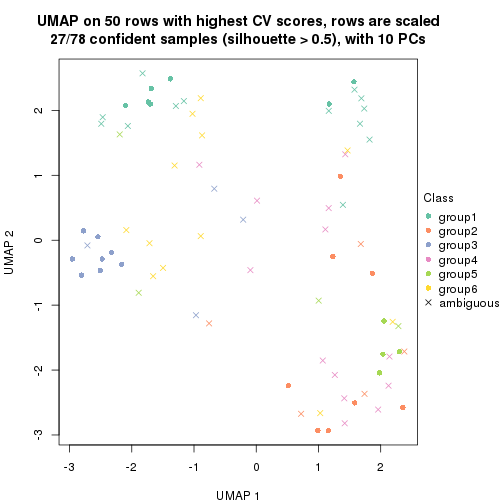 UMAP on 50 rows with highest CV scores, rows are scaled
27/78 confident samples (silhouette > 0.5), with 10 PCs
UMAP 2
2
1
0
-1
-2
-3
-3
-2
-1
0
1
2
UMAP 1
Class
group1
group2
group3
group4
group5
group6
ambiguous